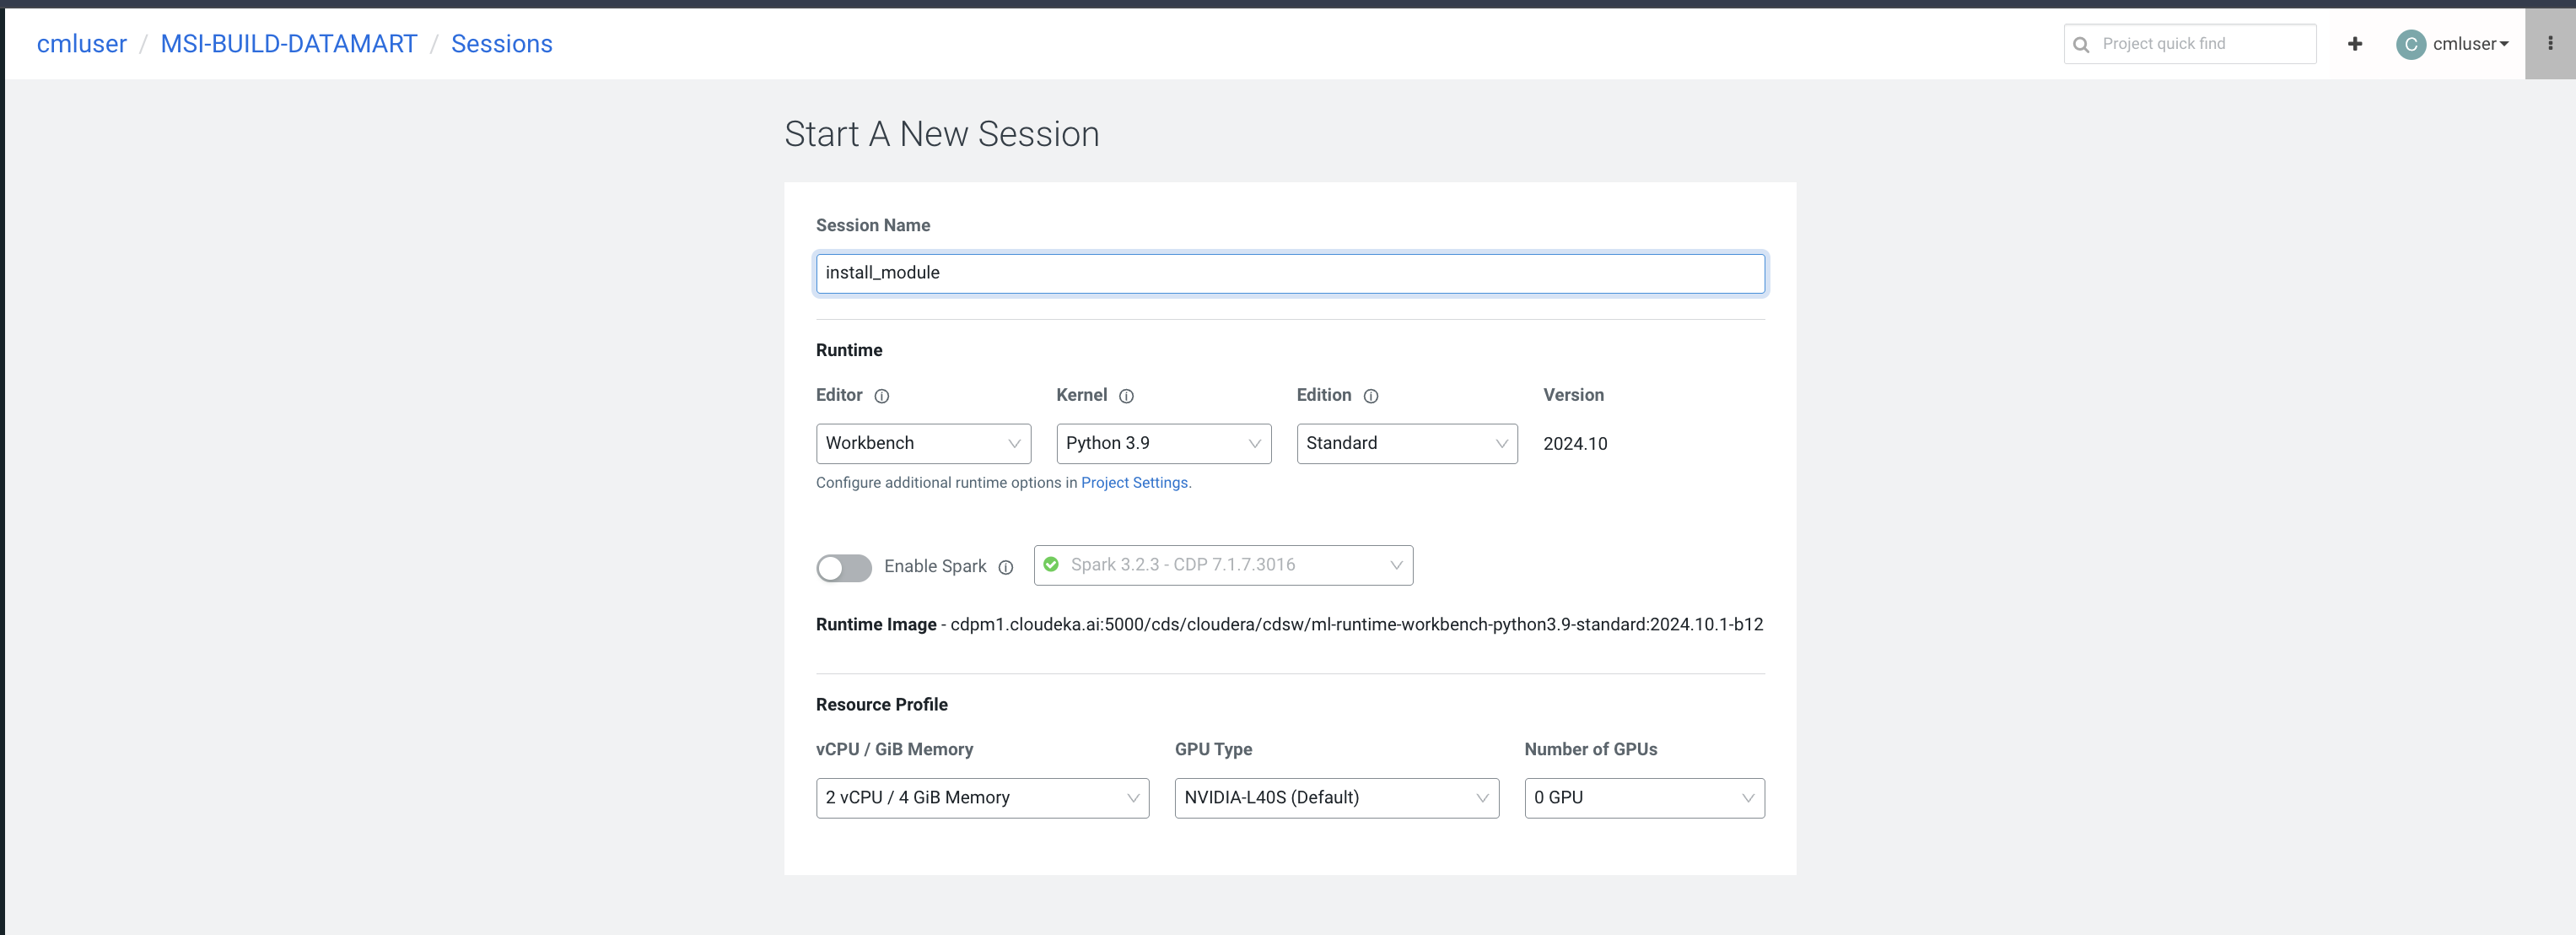 cmluser / MSI-BUILD-DATAMART / Sessions
Project quick find
C cmluser
Start A New Session
Session Name
install_module
Runtime
Editor Kernel Edition Version
Workbench Python 3.9 Standard 2024.10
Configure additional runtime options in Project Settings.
Enable Spark Spark 3.2.3 - CDP 7.1.7.3016
Runtime Image - cdpm1.cloudeka.ai:5000/cds/cloudera/cdsw/ml-runtime-workbench-python3.9-standard:2024.10.1-b12
Resource Profile
vCPU / GiB Memory GPU Type Number of GPUs
2 vCPU / 4 GiB Memory NVIDIA-L40S (Default) 0 GPU